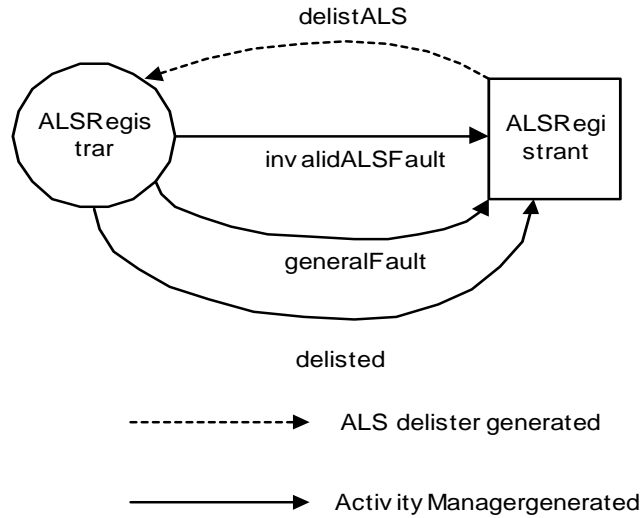 delistALS
ALSRegis
trar
ALSRegi
strant
invalidALSFault
generalFault
delisted
ALS delister generated
Activity Managergenerated